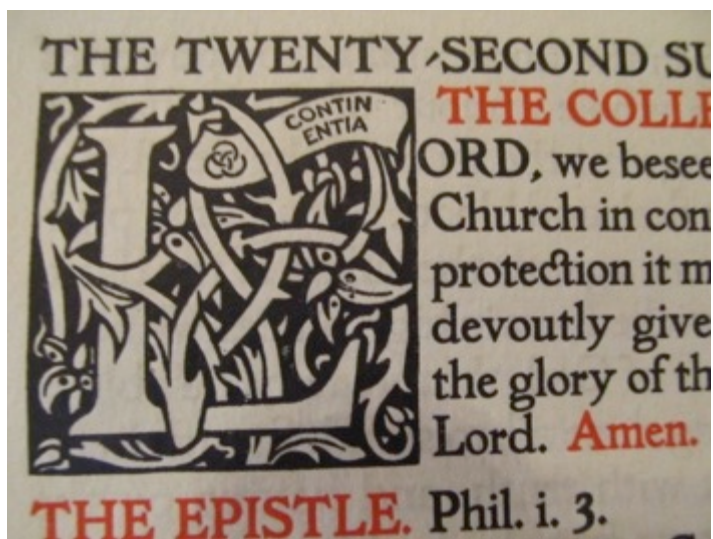 THE TWENTY-SECOND SU
THE COLLE
CONTIN
ENTIA
LORD, we besee
Church in con
protection it m
devoutly give
the glory of th
Lord. Amen.
THE EPISTLE. Phil. i. 3.